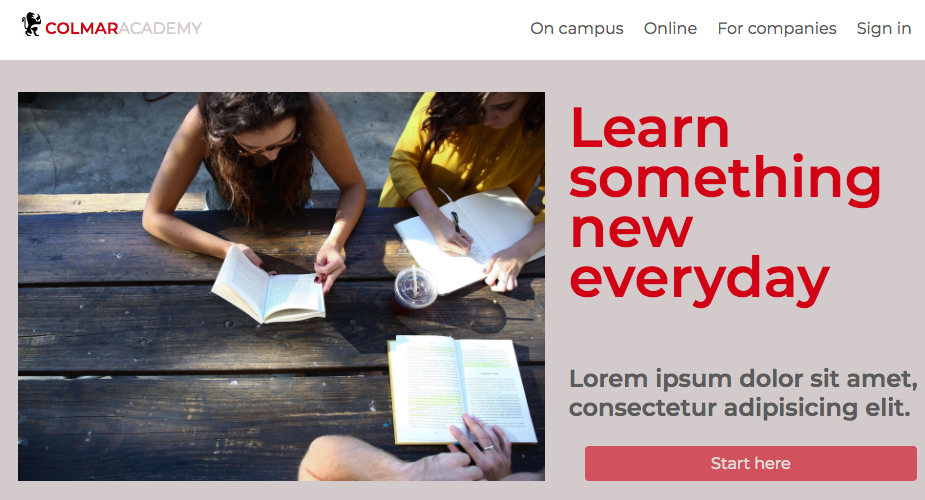 COLMARACADEMY
On campus Online For companies Sign in
Learn
something
new
everyday
Lorem ipsum dolor sit amet,
consectetur adipisicing elit.
Start here